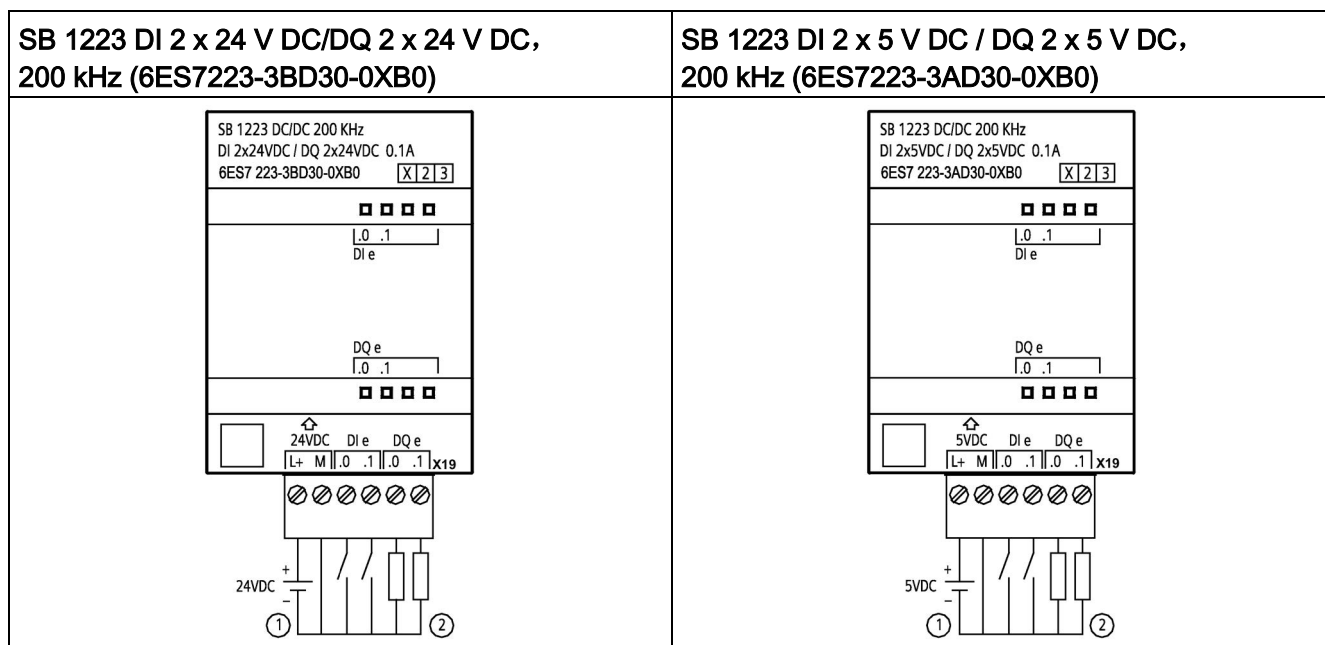 SB 1223 DI 2 x 24 V DC/DQ 2 x 24 V DC，
200 kHz (6ES7223-3BD30-0XB0)
SB 1223 DI 2 x 5 V DC / DQ 2 x 5 V DC，
200 kHz (6ES7223-3AD30-0XB0)
SB 1223 DC/DC 200 KHz
DI 2x24VDC / DQ 2x24VDC 0.1A
6ES7 223-3BD30-0XB0 X 2 3
.0 .1
DI e
DQ e
.0 .1
24VDC DI e DQ e
L+ M .0 .1 .0 .1 X19
+
24VDC
–
① ②
SB 1223 DC/DC 200 KHz
DI 2x5VDC / DQ 2x5VDC 0.1A
6ES7 223-3AD30-0XB0 X 2 3
.0 .1
DI e
DQ e
.0 .1
5VDC DI e DQ e
L+ M .0 .1 .0 .1 X19
+
5VDC
–
① ②